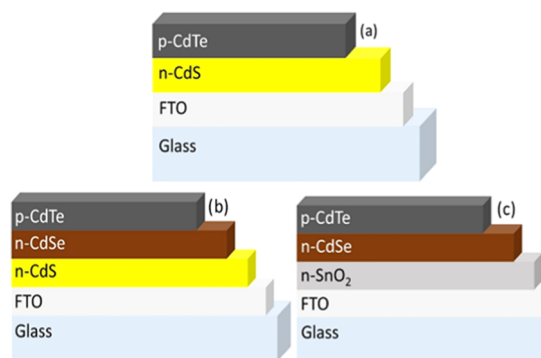 p-CdTe
(a)
n-CdS
FTO
Glass
p-CdTe
(b)
n-CdSe
n-CdS
FTO
Glass
p-CdTe
(c)
n-CdSe
n-SnO₂
FTO
Glass